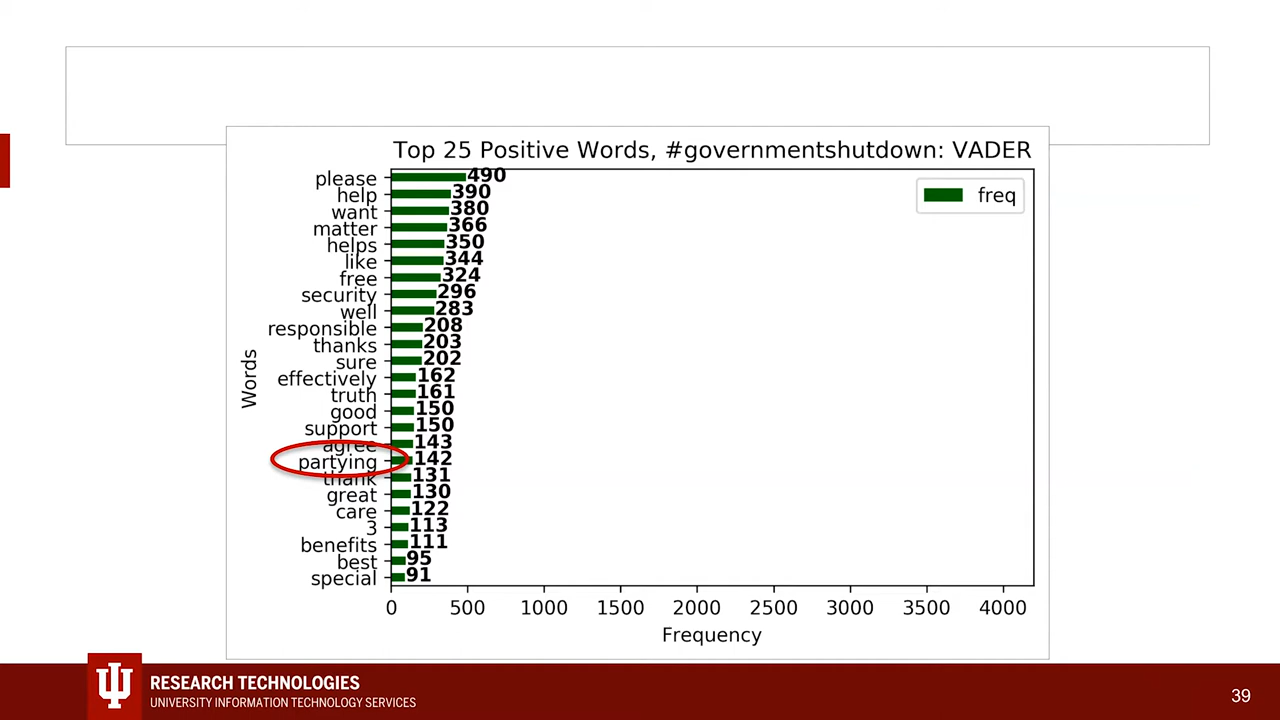 Top 25 Positive Words, #governmentshutdown: VADER
freq
please 490
help 390
want 380
matter 366
helps 350
like 344
free 324
security 296
well 283
responsible 208
thanks 203
sure 202
effectively 162
truth 161
good 150
support 150
agree 143
partying 142
thank 131
great 130
care 122
3 113
benefits 111
best 95
special 91
Words
0 500 1000 1500 2000 2500 3000 3500 4000
Frequency
RESEARCH TECHNOLOGIES
UNIVERSITY INFORMATION TECHNOLOGY SERVICES
39